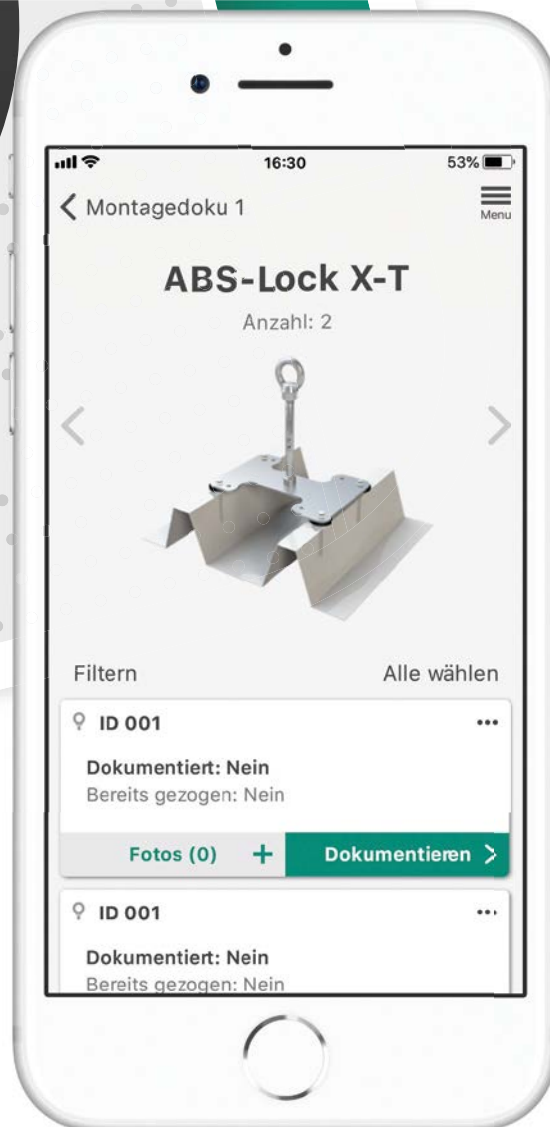 16:30
53%
Montagedoku 1
Menu
ABS-Lock X-T
Anzahl: 2
Filtern
Alle wählen
ID 001
Dokumentiert: Nein
Bereits gezogen: Nein
Fotos (0) +
Dokumentieren
ID 001
Dokumentiert: Nein
Bereits gezogen: Nein